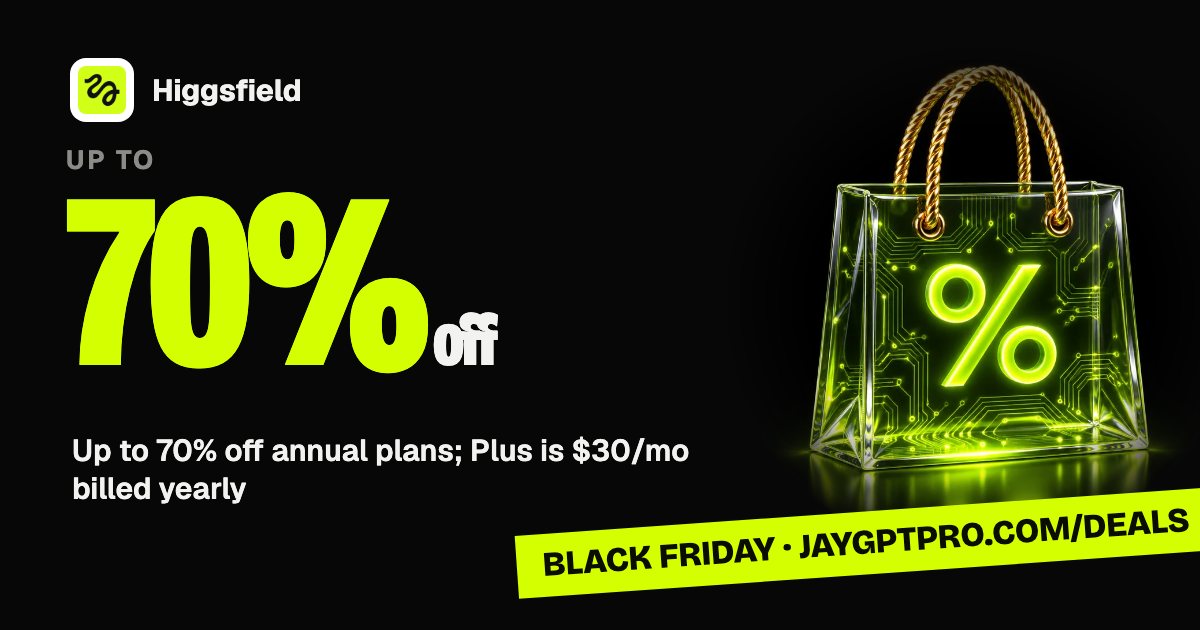 Higgsfield
UP TO
70% off
Up to 70% off annual plans; Plus is $30/mo
billed yearly
%
BLACK FRIDAY · JAYGPTPRO.COM/DEALS